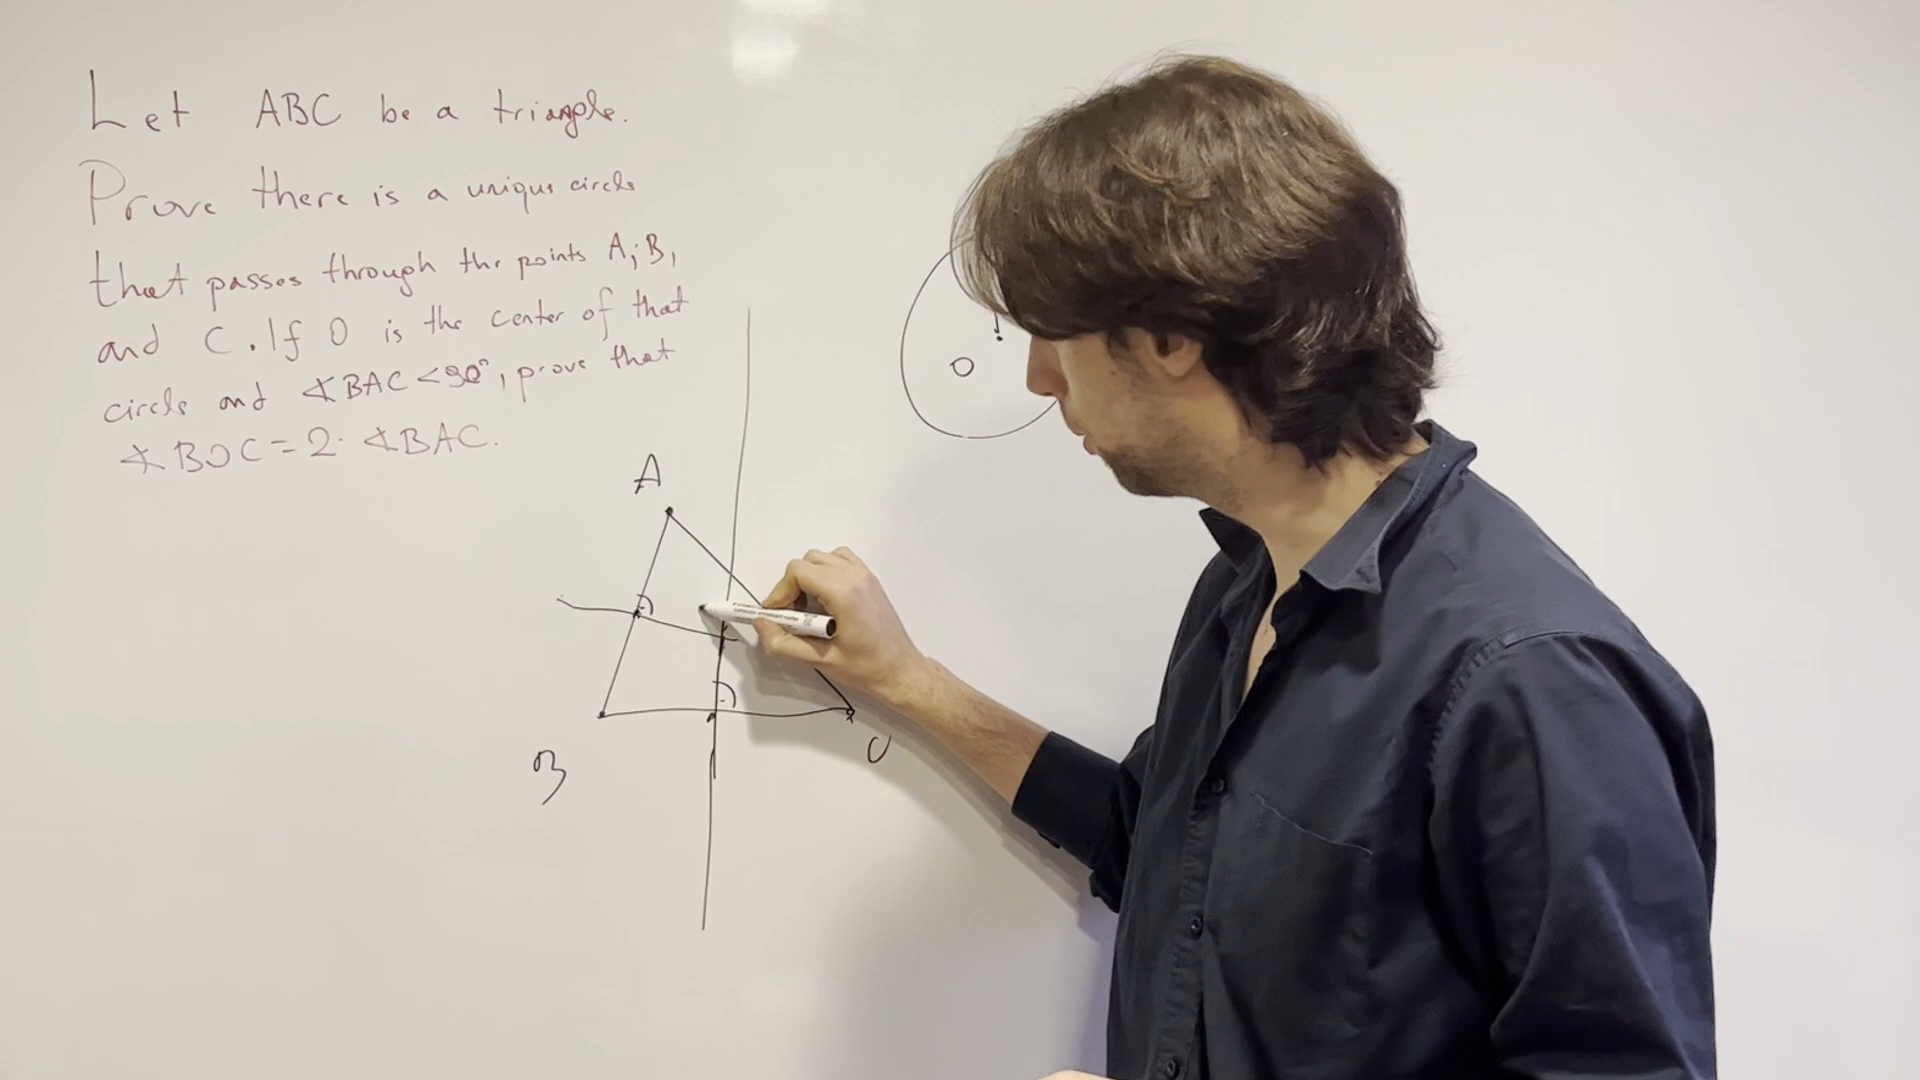 Let ABC be a triangle.
Prove there is a unique circle
that passes through the points A, B,
and C. If O is the center of that
circle and ∢BAC < 90°, prove that
∢BOC = 2·∢BAC.
O
A
B
C